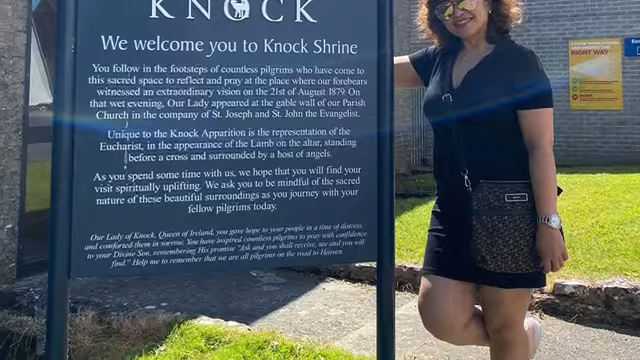 KNOCK
We welcome you to Knock Shrine
You follow in the footsteps of countless pilgrims who have come to
this sacred space to reflect and pray at the place where our forebears
witnessed an extraordinary vision on the 21st of August 1879. On
that wet evening, Our Lady appeared at the gable wall of our Parish
Church in the company of St. Joseph and St. John the Evangelist.
Unique to the Knock Apparition is the representation of the
Eucharist, in the appearance of the Lamb on the altar, standing
before a cross and surrounded by a host of angels.
As you spend some time with us, we hope that you will find your
visit spiritually uplifting. We ask you to be mindful of the sacred
nature of these beautiful surroundings as you journey with your
fellow pilgrims today.
Our Lady of Knock, Queen of Ireland, you gave hope to your people in a time of distress
and comforted them in sorrow. You have inspired countless pilgrims to pray with confidence
to your Divine Son, remembering His promise "Ask and you shall receive, see and you will
find." Help me to remember that we are all pilgrims on the road to Heaven.
RIGHT WAY